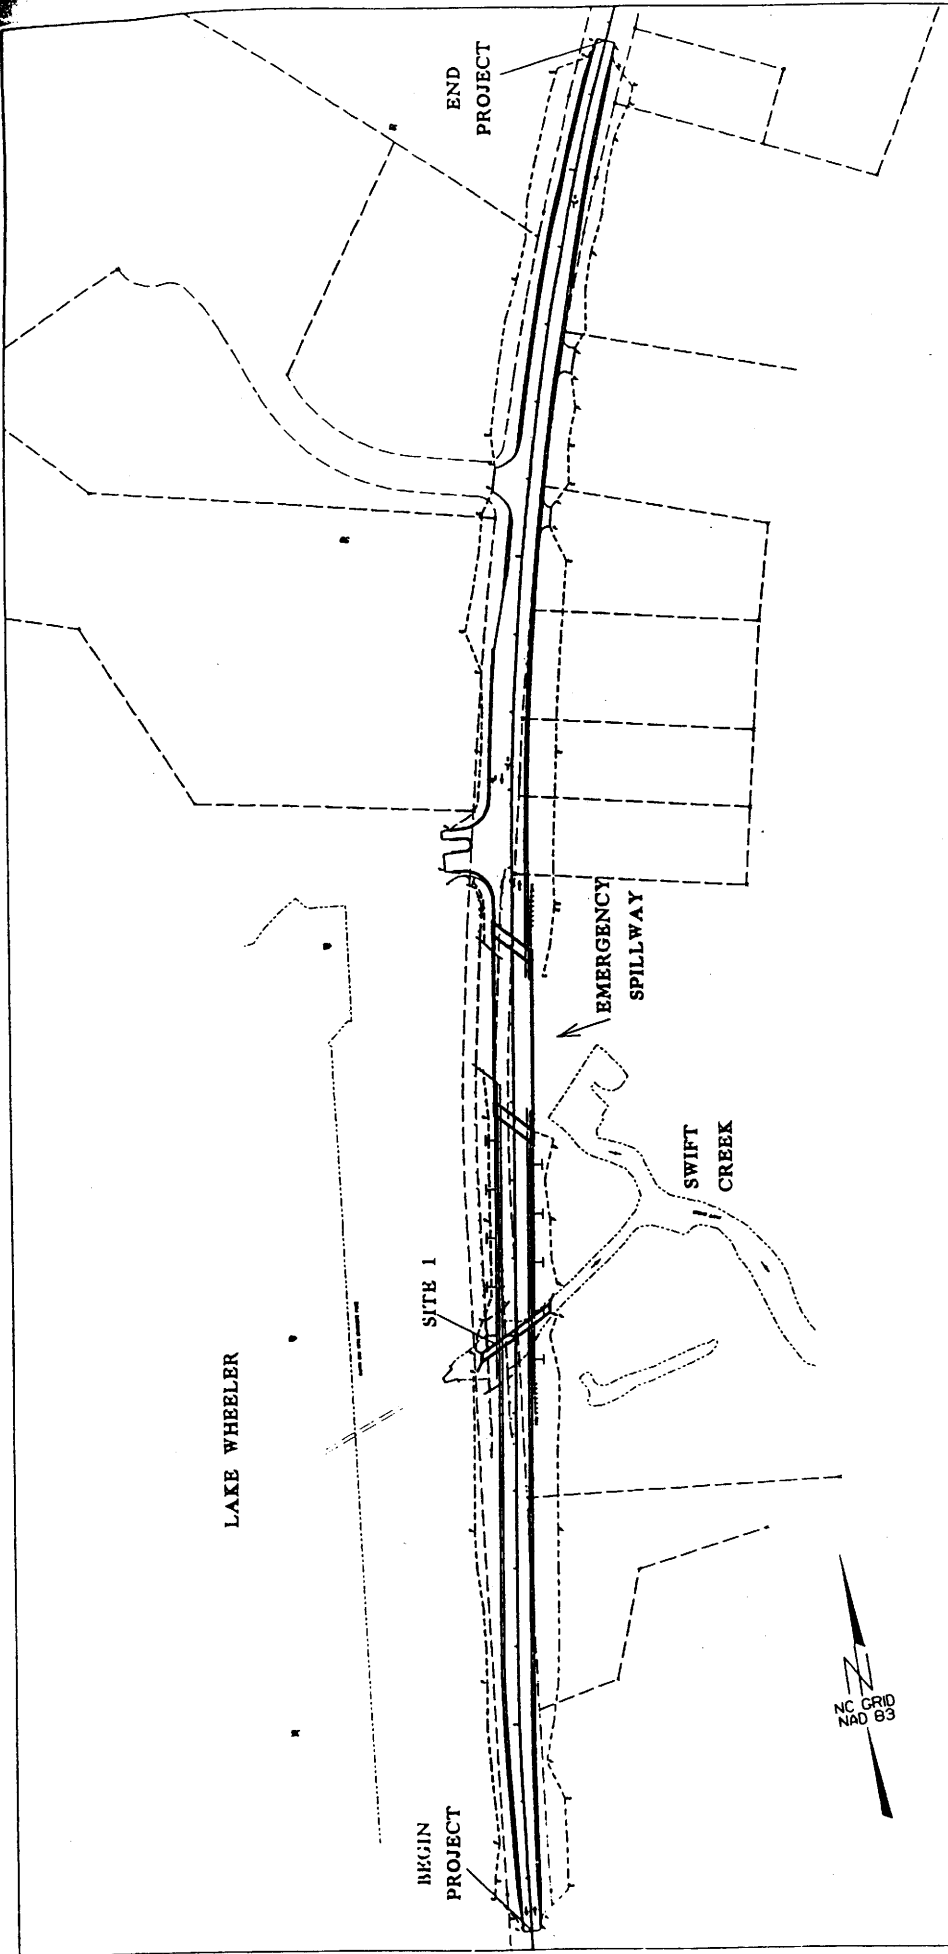 END
PROJECT
EMERGENCY
SPILLWAY
SWIFT
CREEK
SITE 1
LAKE WHEELER
NC GRID
NAD 83
BEGIN
PROJECT